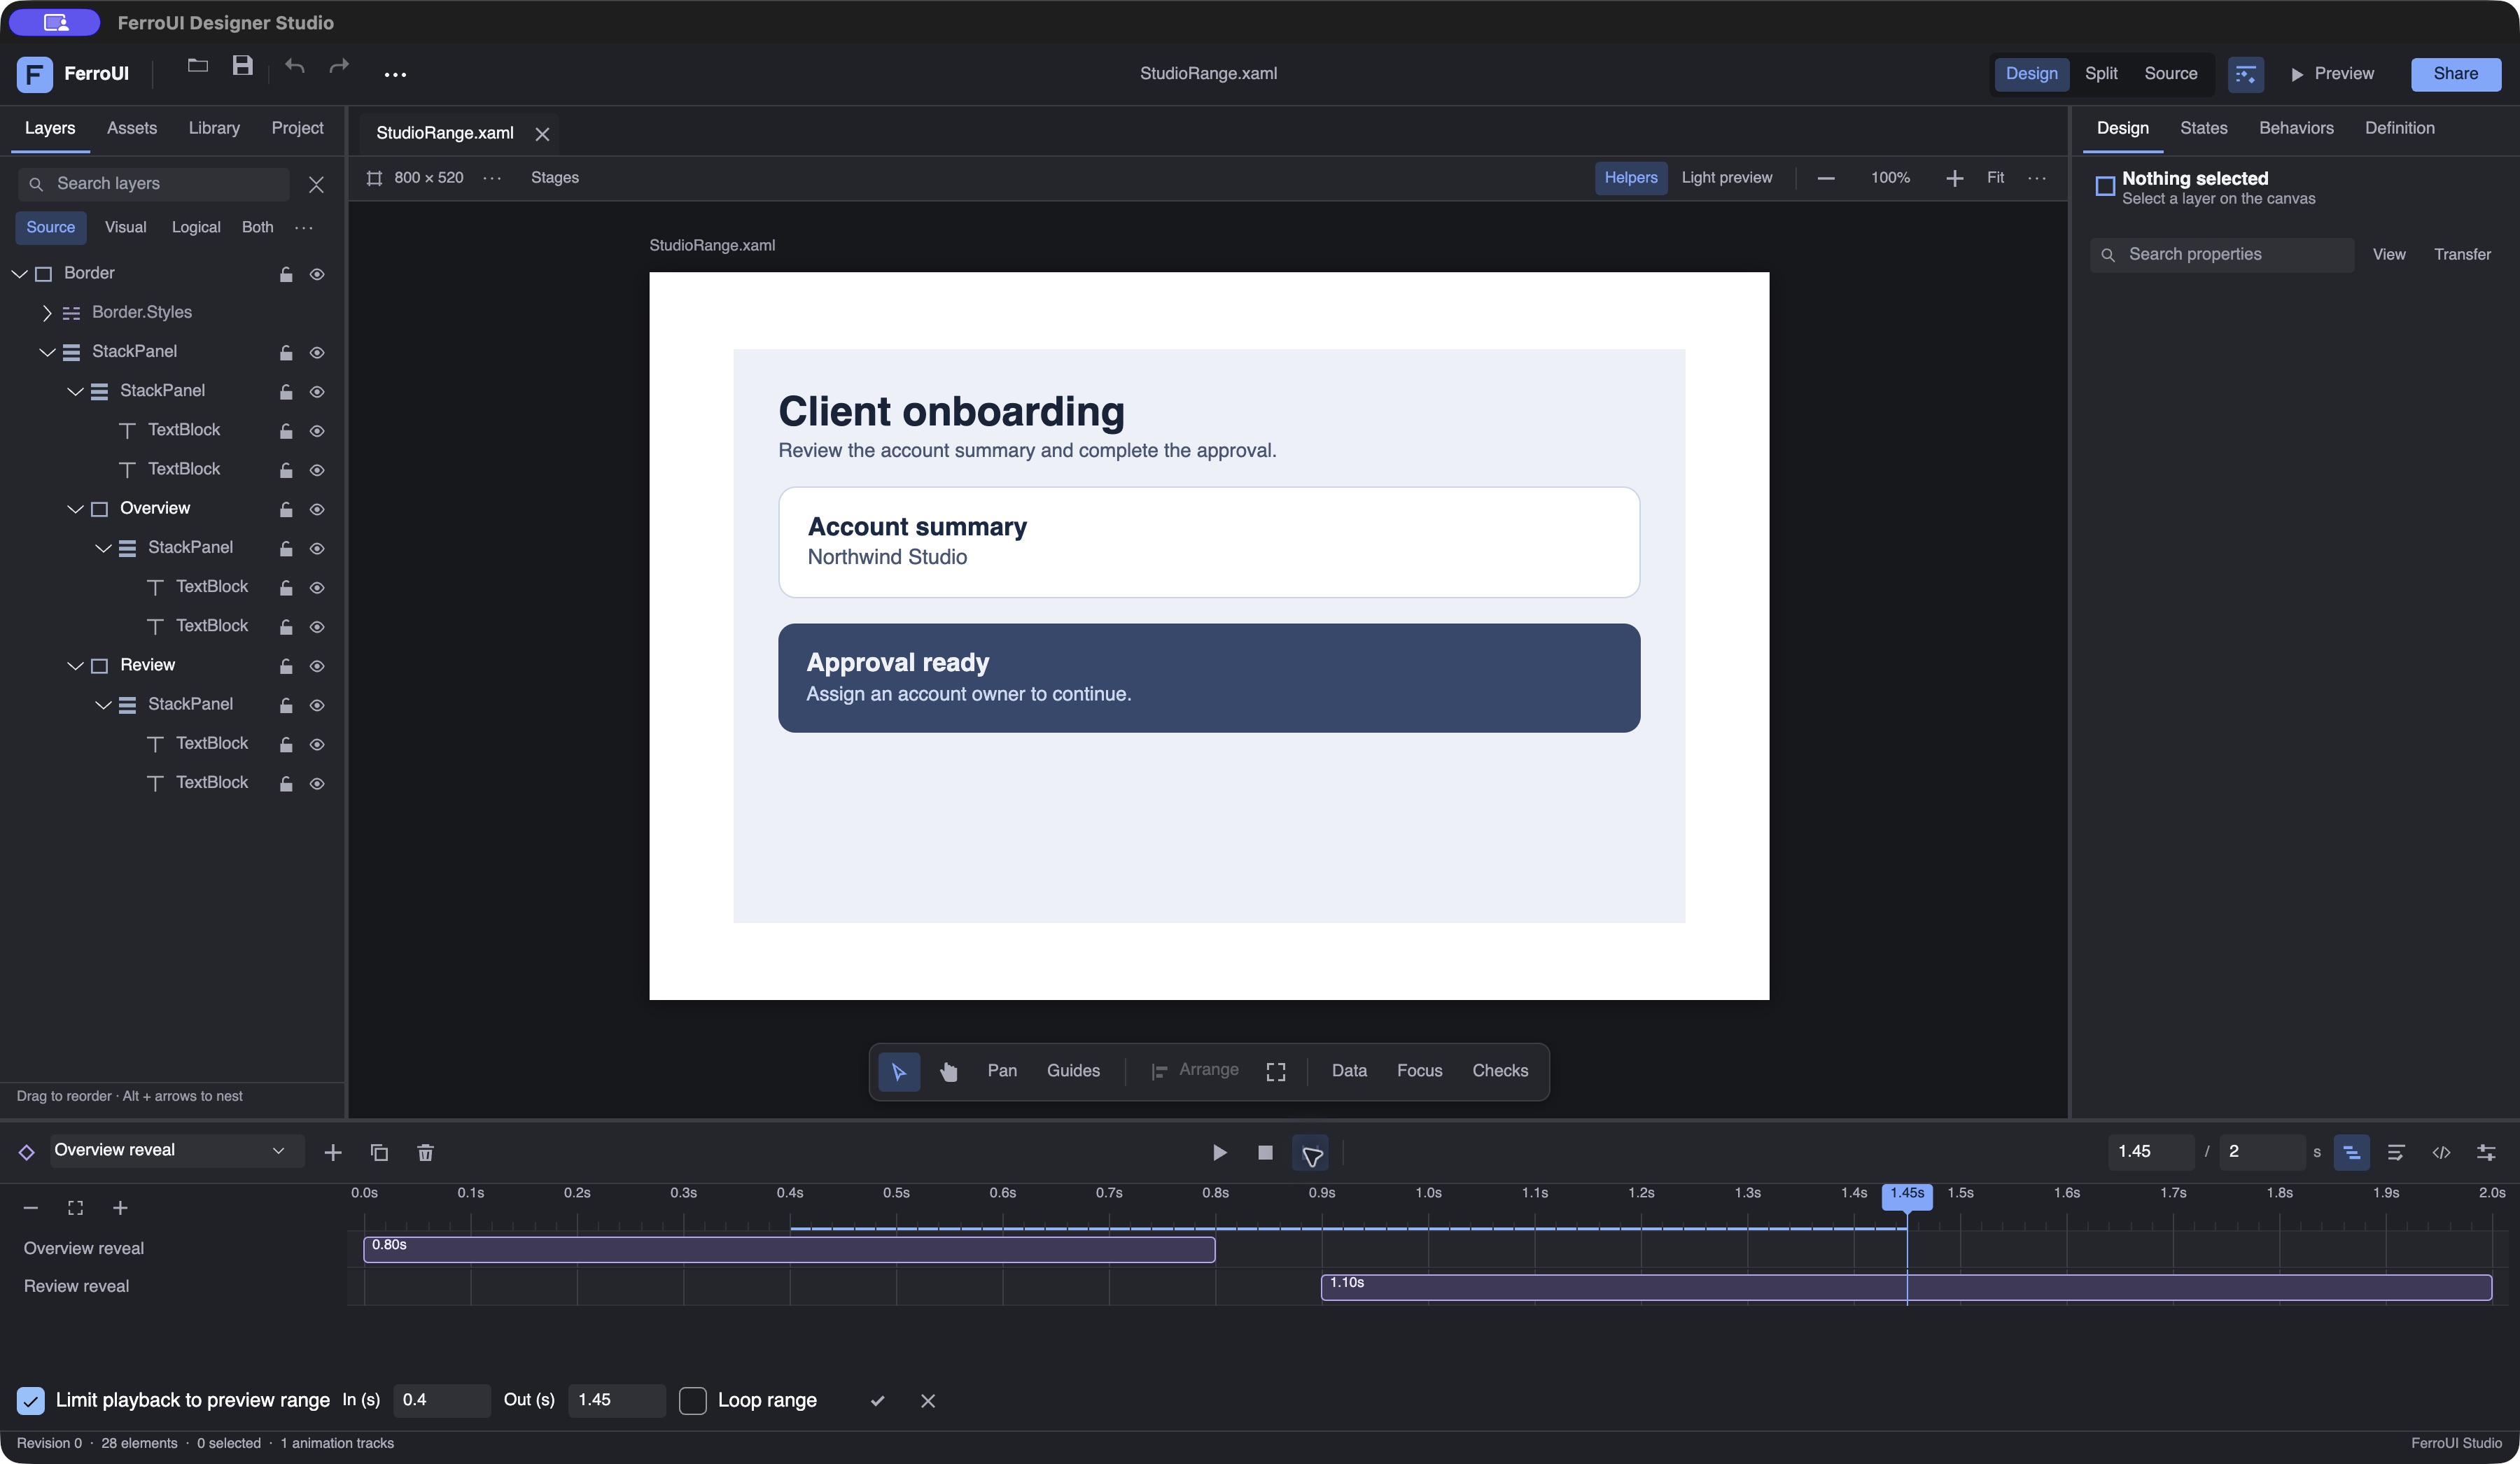 FerroUI Designer Studio
F FerroUI
StudioRange.xaml
Design Split Source Preview Share
Layers Assets Library Project
StudioRange.xaml
Design States Behaviors Definition
Search layers
800 × 520 ··· Stages
Helpers Light preview 100% Fit ···
Nothing selected
Select a layer on the canvas
Source Visual Logical Both ···
Search properties View Transfer
StudioRange.xaml
Border
Border.Styles
StackPanel
StackPanel
TextBlock
TextBlock
Overview
StackPanel
TextBlock
TextBlock
Review
StackPanel
TextBlock
TextBlock
Client onboarding
Review the account summary and complete the approval.
Account summary
Northwind Studio
Approval ready
Assign an account owner to continue.
Pan Guides Arrange Data Focus Checks
Drag to reorder · Alt + arrows to nest
Overview reveal
1.45 / 2 s
0.0s 0.1s 0.2s 0.3s 0.4s 0.5s 0.6s 0.7s 0.8s 0.9s 1.0s 1.1s 1.2s 1.3s 1.4s 1.45s 1.5s 1.6s 1.7s 1.8s 1.9s 2.0s
Overview reveal 0.80s
Review reveal 1.10s
Limit playback to preview range In (s) 0.4 Out (s) 1.45 Loop range
Revision 0 · 28 elements · 0 selected · 1 animation tracks
FerroUI Studio